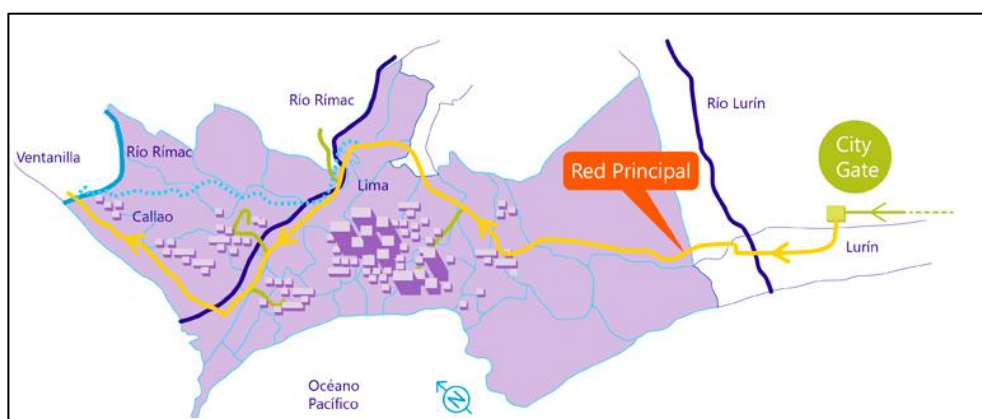 Río Rímac
Río Lurín
City
Gate
Ventanilla
Río Rímac
Red Principal
Lima
Callao
Lurín
Océano
Pacífico
N